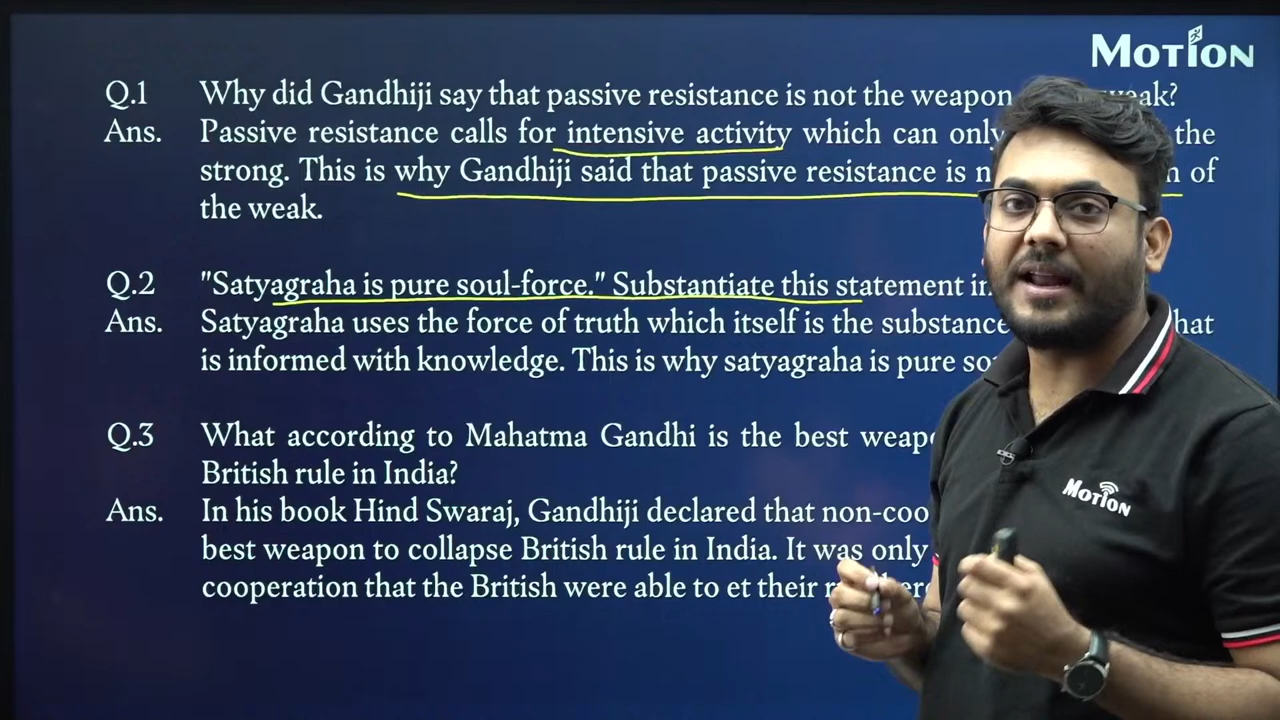 MOTION
Q.1 Why did Gandhiji say that passive resistance is not the weapon weak?
Ans. Passive resistance calls for intensive activity which can only the
strong. This is why Gandhiji said that passive resistance is of
the weak.
Q.2 "Satyagraha is pure soul-force." Substantiate this statement
Ans. Satyagraha uses the force of truth which itself is the substance
is informed with knowledge. This is why satyagraha is pure
Q.3 What according to Mahatma Gandhi is the best
British rule in India?
Ans. In his book Hind Swaraj, Gandhiji declared that
best weapon to collapse British rule in India. It was only
cooperation that the British were able to et their
MOTION